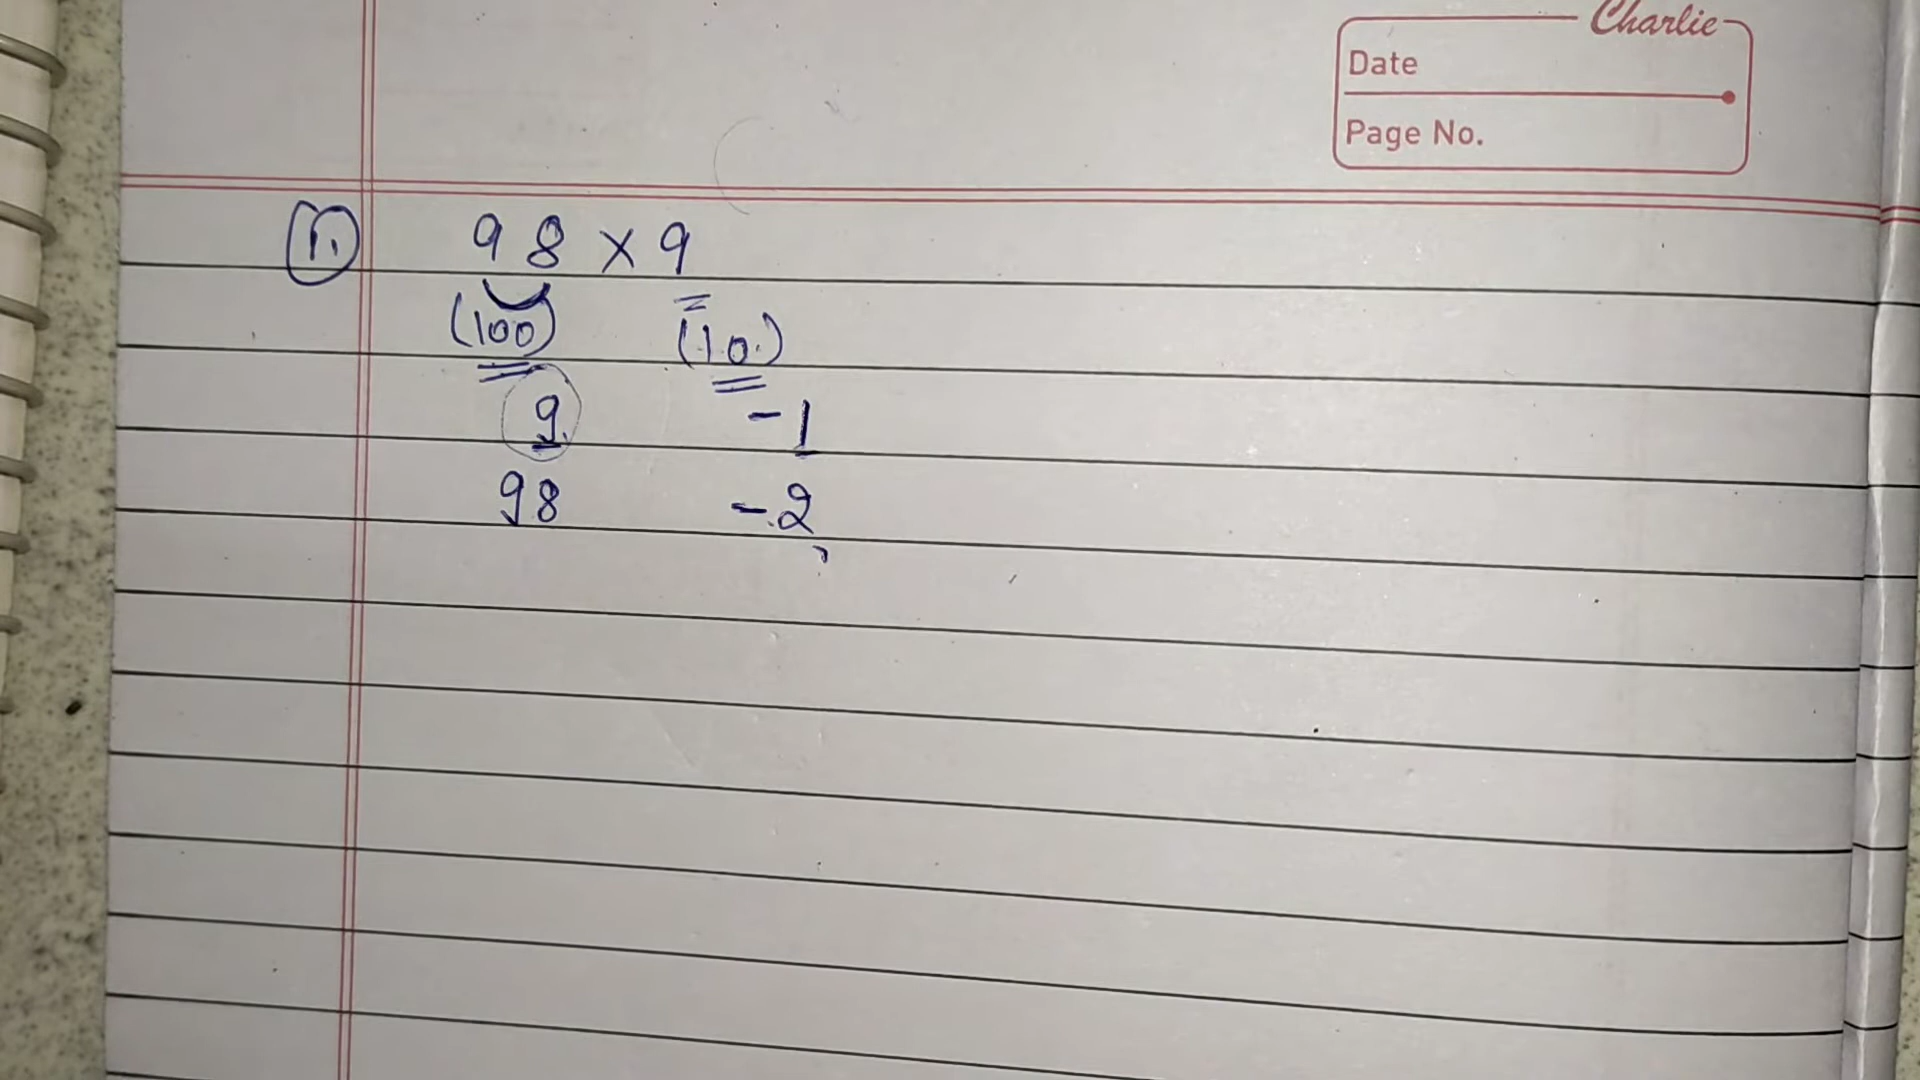 Charlie
Date
Page No.
1. 98 × 9
(100) (10)
9 -1
98 -2